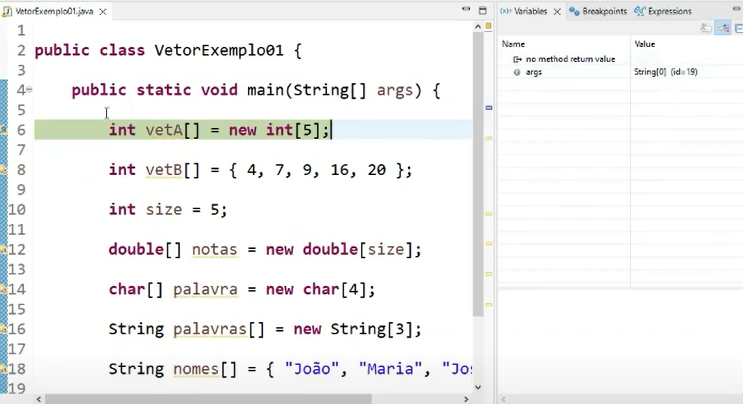 VetorExemplo01.java
1
2 public class VetorExemplo01 {
3
4 public static void main(String[] args) {
5
6 int vetA[] = new int[5];
7
8 int vetB[] = { 4, 7, 9, 16, 20 };
9
10 int size = 5;
11
12 double[] notas = new double[size];
13
14 char[] palavra = new char[4];
15
16 String palavras[] = new String[3];
17
18 String nomes[] = { "João", "Maria", "Jos
19
Variables Breakpoints Expressions
Name Value
no method return value
args String[0] (id=19)